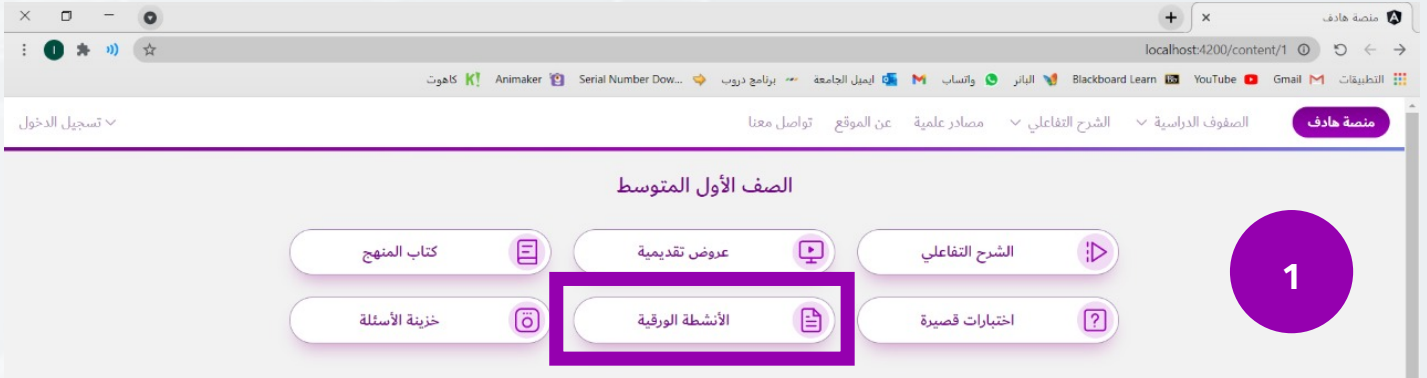 منصة هادف
localhost:4200/content/1
التطبيقات Gmail YouTube Blackboard Learn البانر واتساب ايميل الجامعة برنامج دروب Serial Number Dow... Animaker كاهوت
منصة هادف الصفوف الدراسية الشرح التفاعلي مصادر علمية عن الموقع تواصل معنا تسجيل الدخول
الصف الأول المتوسط
الشرح التفاعلي عروض تقديمية كتاب المنهج
1
اختبارات قصيرة الأنشطة الورقية خزينة الأسئلة